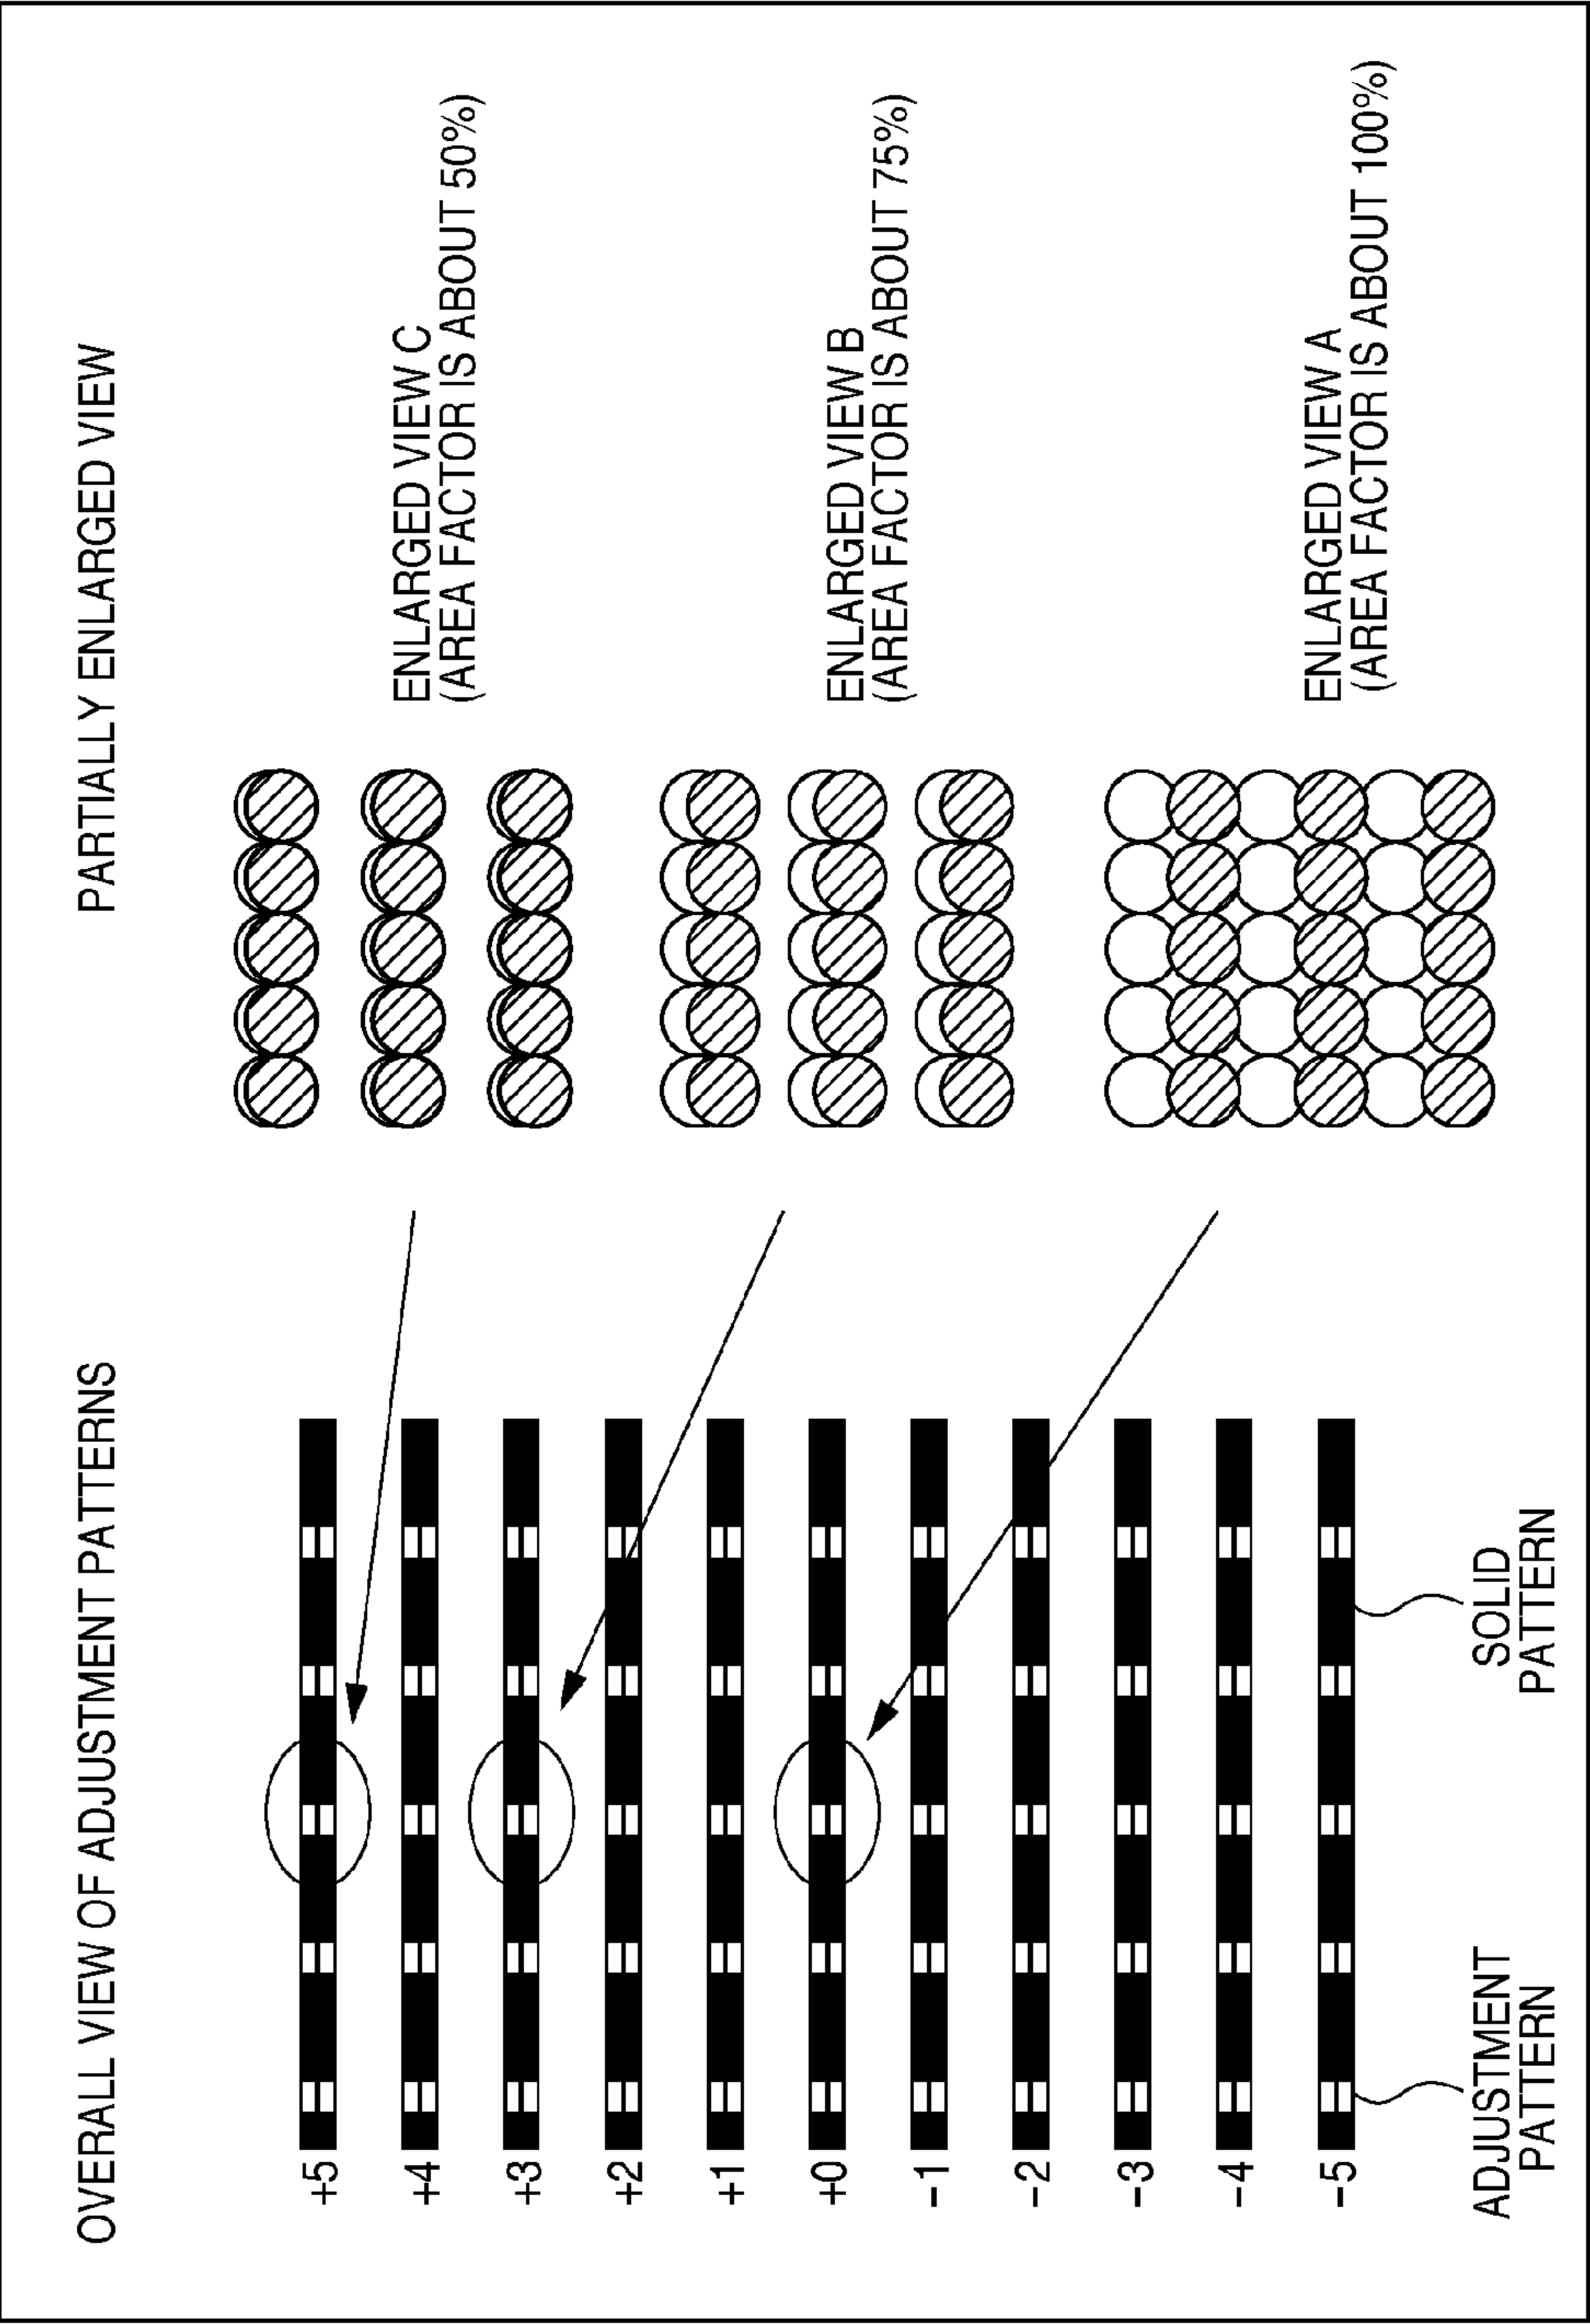 OVERALL VIEW OF ADJUSTMENT PATTERNS
PARTIALLY ENLARGED VIEW
+5
+4
+3
+2
+1
+0
-1
-2
-3
-4
-5
ADJUSTMENT
PATTERN
SOLID
PATTERN
ENLARGED VIEW C
(AREA FACTOR IS ABOUT 50%)
ENLARGED VIEW B
(AREA FACTOR IS ABOUT 75%)
ENLARGED VIEW A
(AREA FACTOR IS ABOUT 100%)